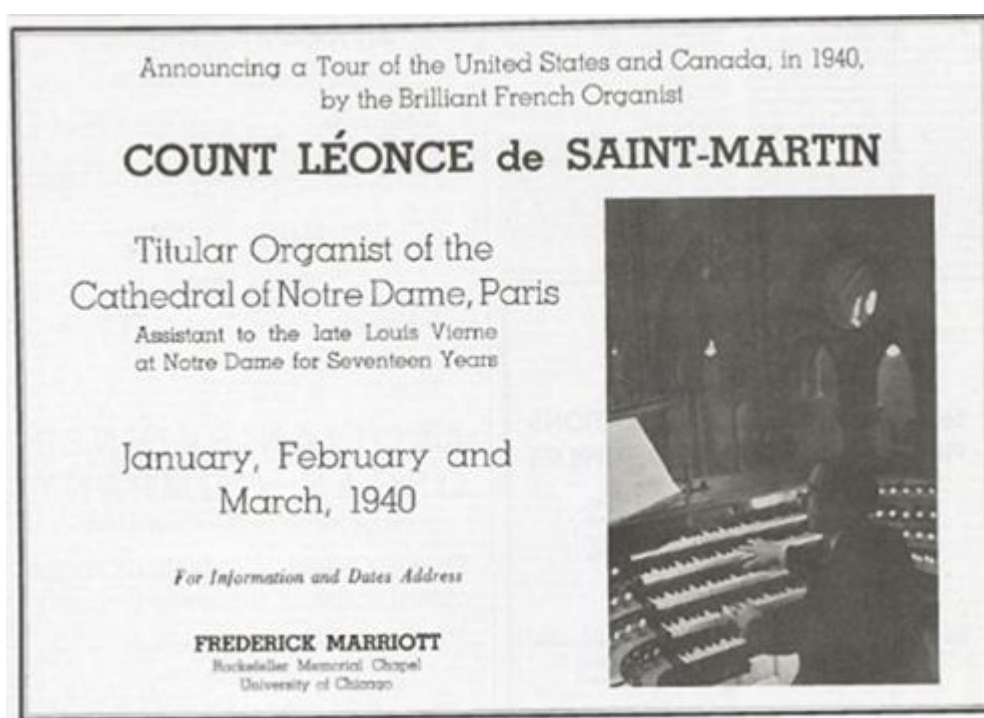 Announcing a Tour of the United States and Canada, in 1940,
by the Brilliant French Organist
COUNT LÉONCE de SAINT-MARTIN
Titular Organist of the
Cathedral of Notre Dame, Paris
Assistant to the late Louis Vierne
at Notre Dame for Seventeen Years
January, February and
March, 1940
For Information and Dates Address
FREDERICK MARRIOTT
Rockefeller Memorial Chapel
University of Chicago